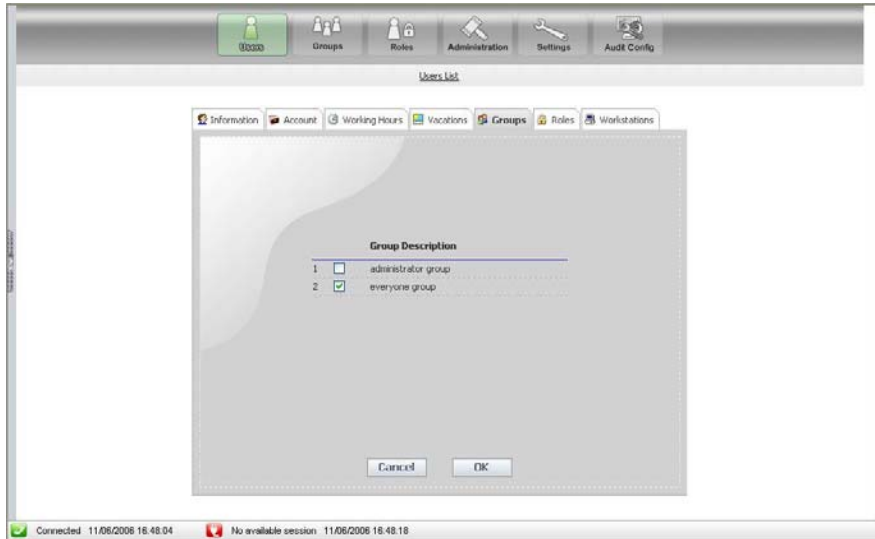 Users Groups Roles Administration Settings Audit Config
Users List
Information Account Working Hours Vacations Groups Roles Workstations
Group Description
1 administrator group
2 everyone group
Cancel OK
Connected 11/06/2006 16.48.04 No available session 11/06/2006 16.48.18